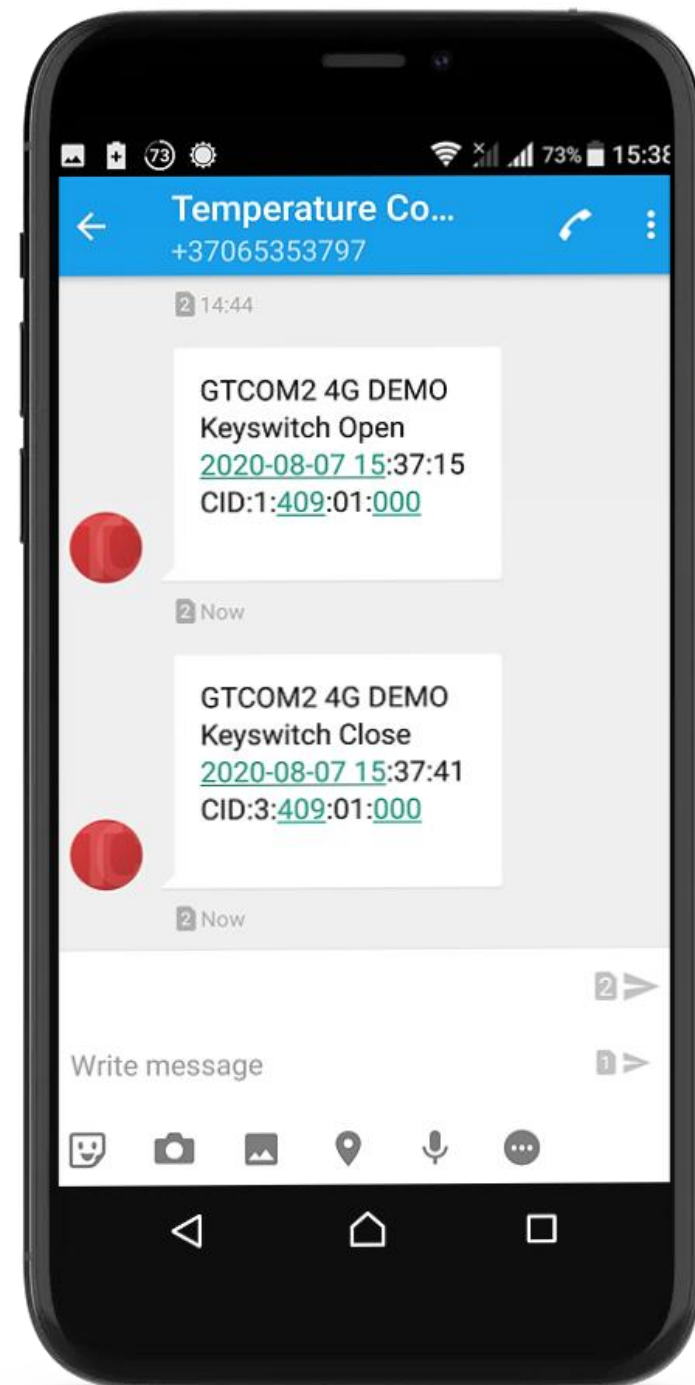 73
73% 15:38
Temperature Co...
+37065353797
2 14:44
GTCOM2 4G DEMO
Keyswitch Open
2020-08-07 15:37:15
CID:1:409:01:000
2 Now
GTCOM2 4G DEMO
Keyswitch Close
2020-08-07 15:37:41
CID:3:409:01:000
2 Now
2
Write message
1